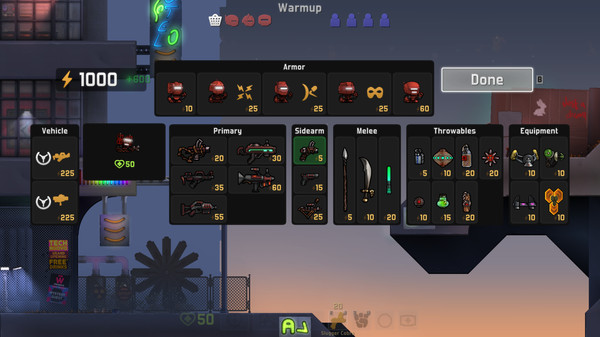 Warmup
1000 +800
Done
Armor
10 25 25 25 60
Vehicle Primary Sidearm Melee Throwables Equipment
225 50 20 30 5 5 10 20 10 10
35 60 15
225 55 25 5 10 20 10 15 20 10 10
TECH
FREE
50
20